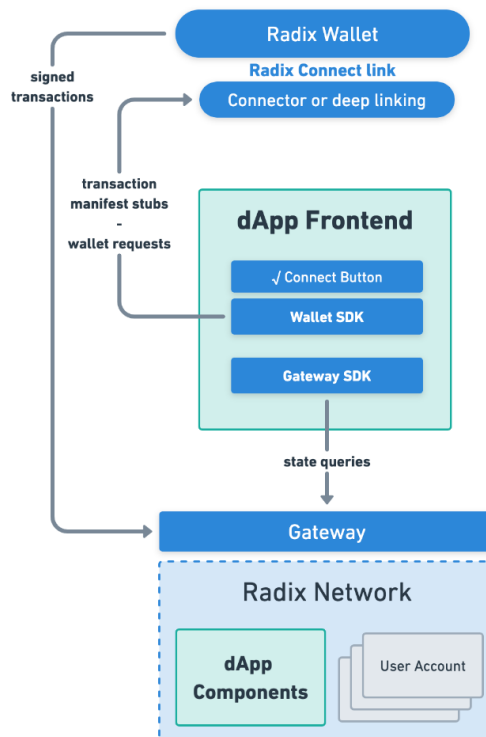 Radix Wallet
Radix Connect link
Connector or deep linking
signed
transactions
transaction
manifest stubs
-
wallet requests
dApp Frontend
√ Connect Button
Wallet SDK
Gateway SDK
state queries
Gateway
Radix Network
dApp
Components
User Account